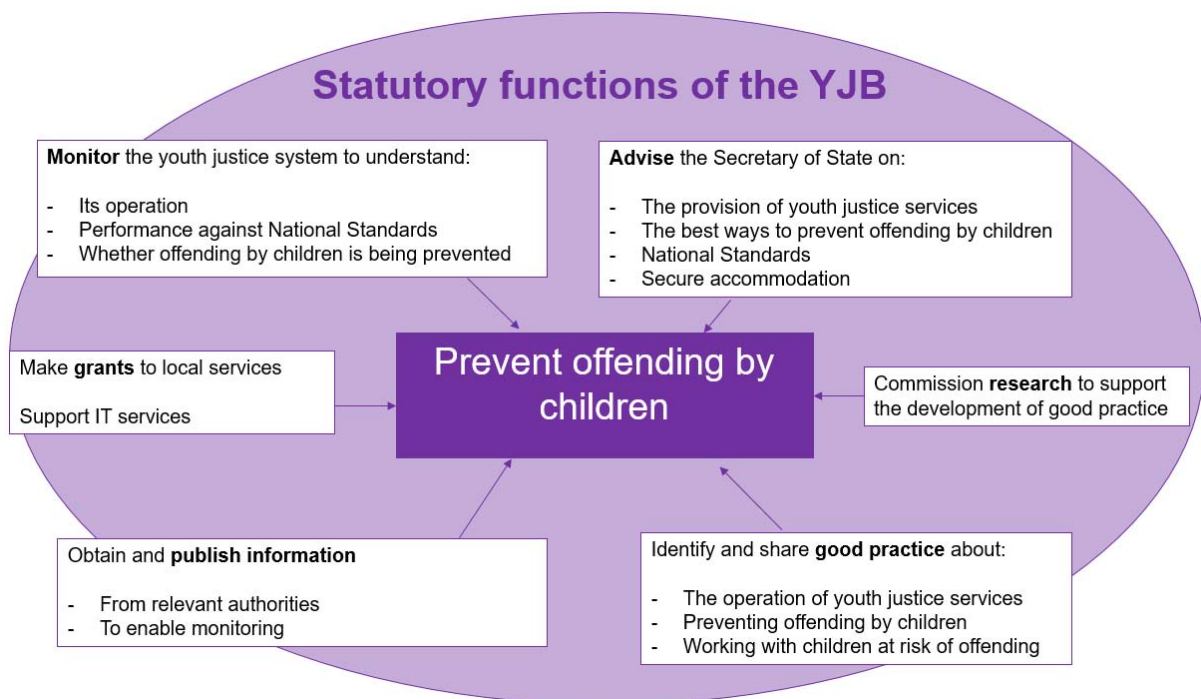 Statutory functions of the YJB
Monitor the youth justice system to understand:
- Its operation
- Performance against National Standards
- Whether offending by children is being prevented
Advise the Secretary of State on:
- The provision of youth justice services
- The best ways to prevent offending by children
- National Standards
- Secure accommodation
Make grants to local services
Support IT services
Prevent offending by
children
Commission research to support
the development of good practice
Obtain and publish information
- From relevant authorities
- To enable monitoring
Identify and share good practice about:
- The operation of youth justice services
- Preventing offending by children
- Working with children at risk of offending